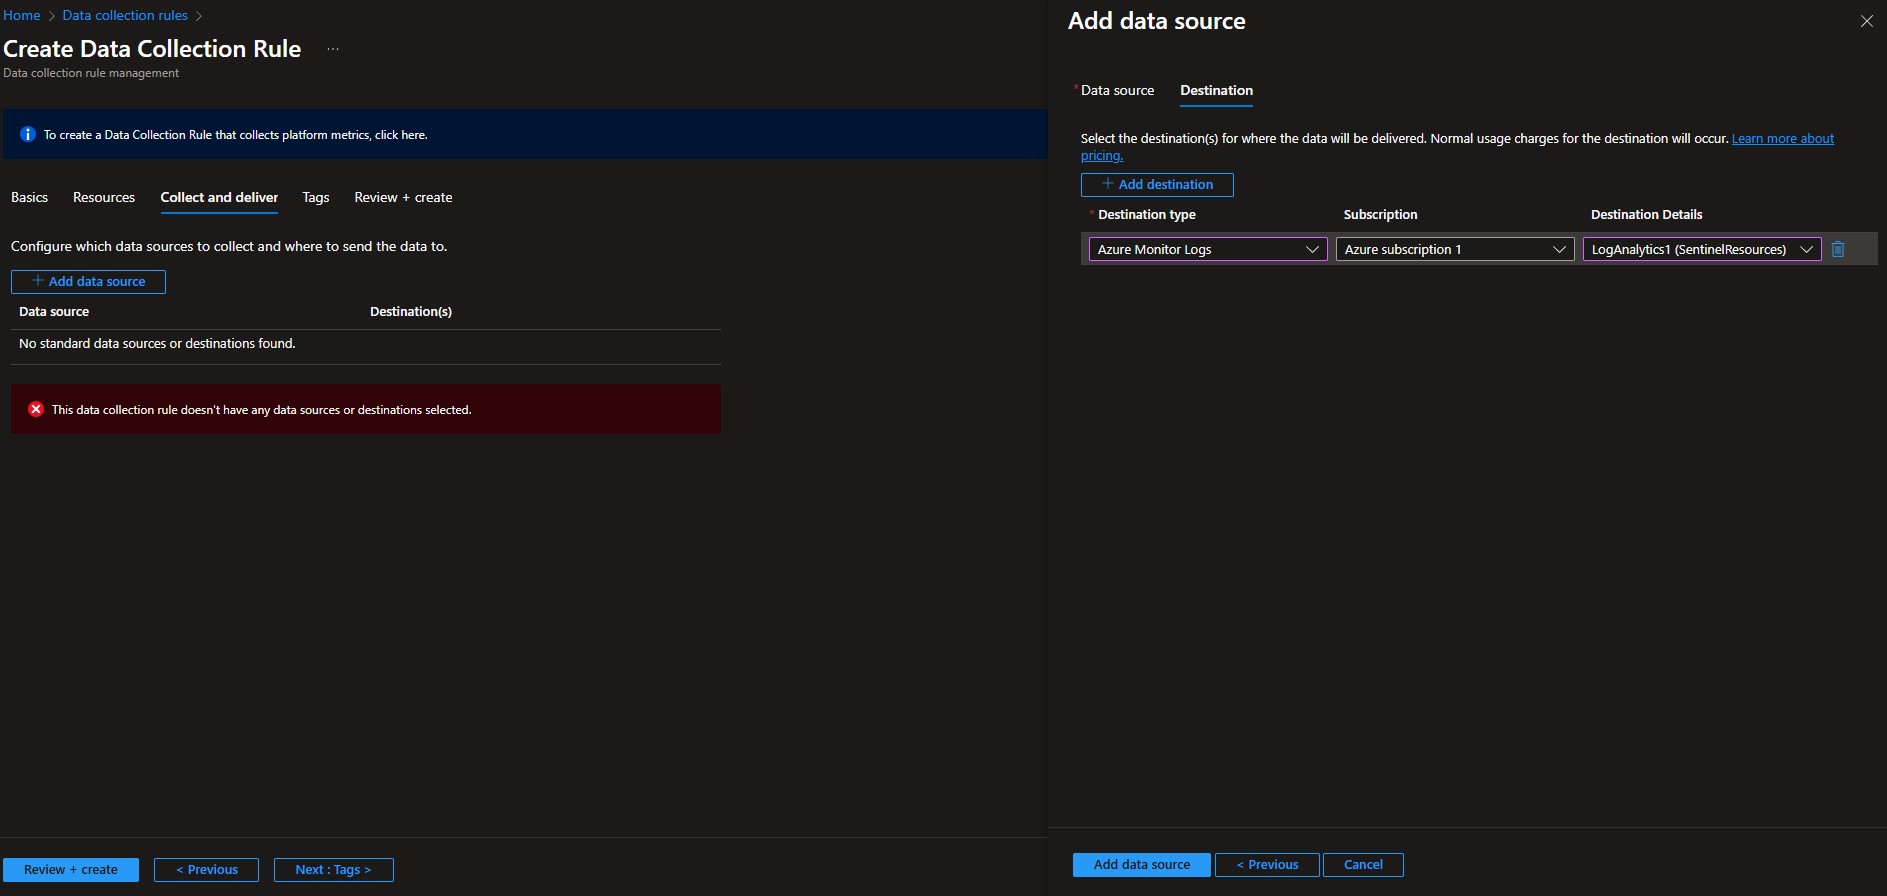 Home > Data collection rules >
Create Data Collection Rule ...
Data collection rule management
To create a Data Collection Rule that collects platform metrics, click here.
Basics Resources Collect and deliver Tags Review + create
Configure which data sources to collect and where to send the data to.
+ Add data source
Data source Destination(s)
No standard data sources or destinations found.
This data collection rule doesn't have any data sources or destinations selected.
Review + create < Previous Next : Tags >
Add data source
* Data source Destination
Select the destination(s) for where the data will be delivered. Normal usage charges for the destination will occur. Learn more about
pricing.
+ Add destination
* Destination type Subscription Destination Details
Azure Monitor Logs Azure subscription 1 LogAnalytics1 (SentinelResources)
Add data source < Previous Cancel